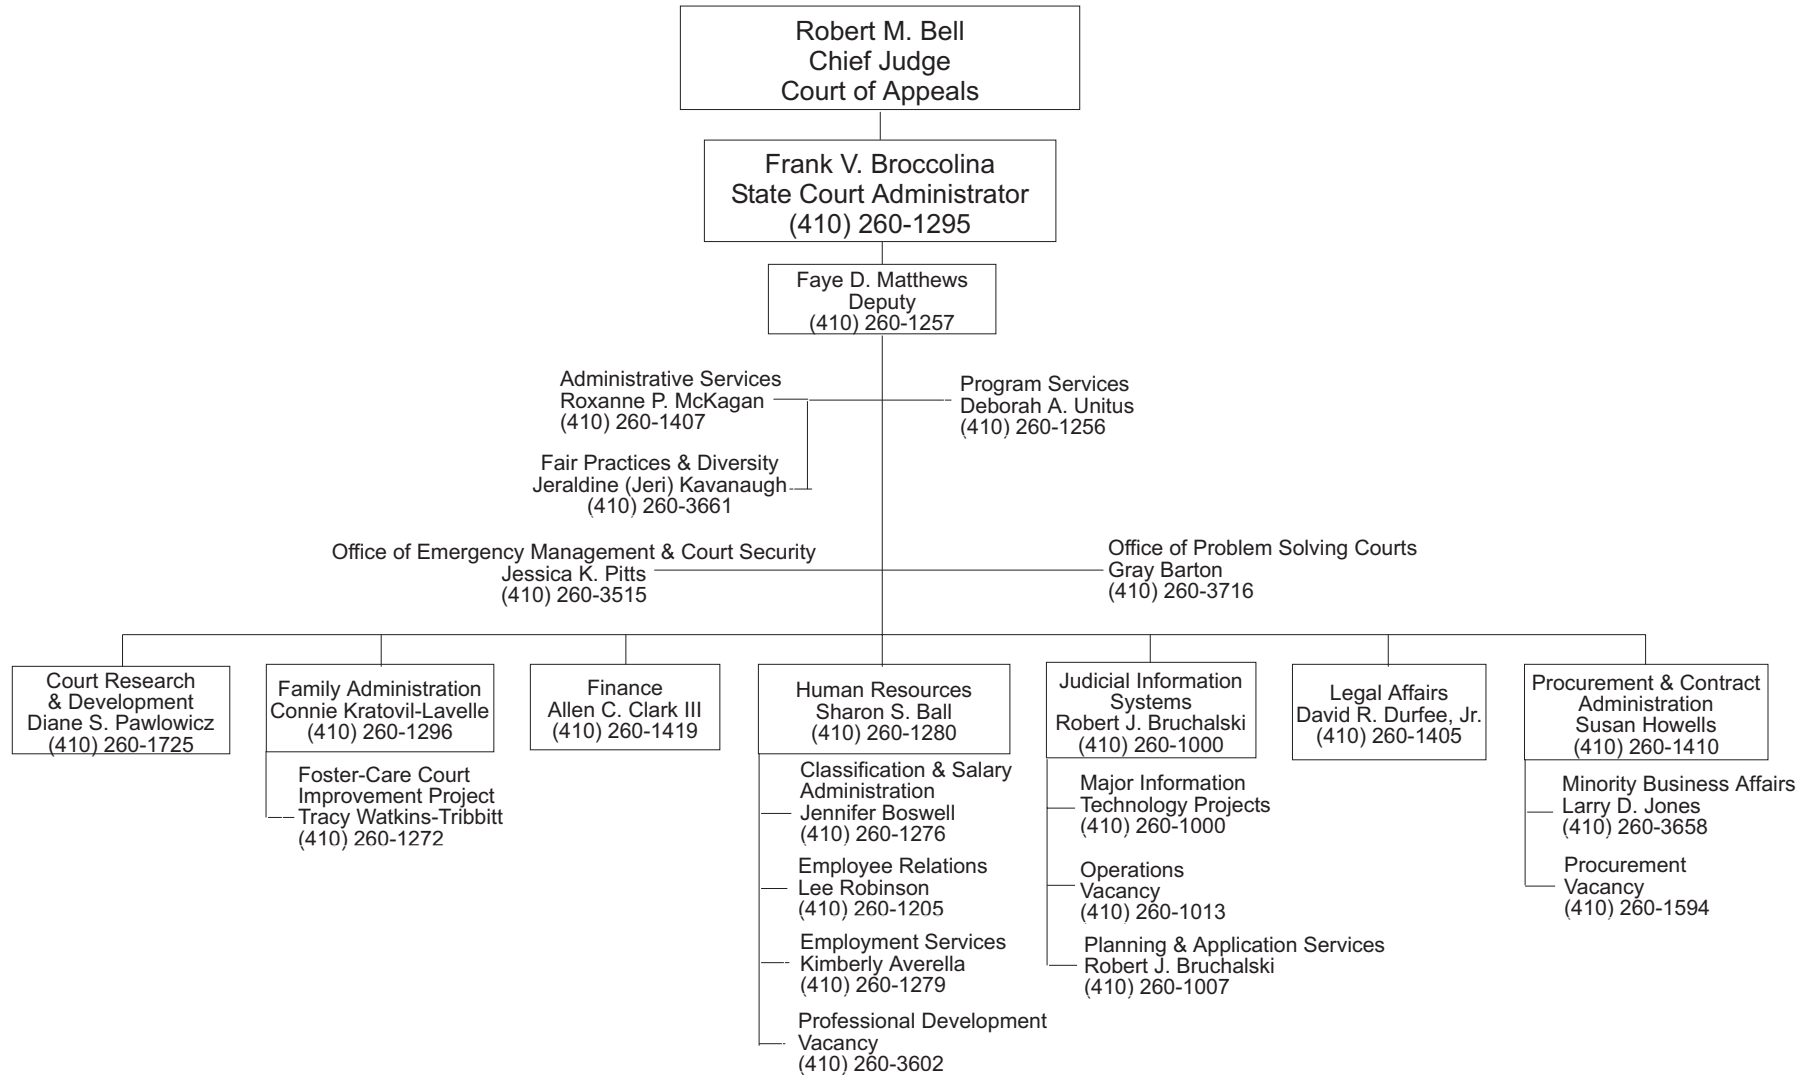 Robert M. Bell
Chief Judge
Court of Appeals
Frank V. Broccolina
State Court Administrator
(410) 260-1295
Faye D. Matthews
Deputy
(410) 260-1257
Administrative Services
Roxanne P. McKagan
(410) 260-1407
Program Services
Deborah A. Unitus
(410) 260-1256
Fair Practices & Diversity
Jeraldine (Jeri) Kavanaugh
(410) 260-3661
Office of Emergency Management & Court Security
Jessica K. Pitts
(410) 260-3515
Office of Problem Solving Courts
Gray Barton
(410) 260-3716
Court Research
& Development
Diane S. Pawlowicz
(410) 260-1725
Family Administration
Connie Kratovil-Lavelle
(410) 260-1296
Foster-Care Court
Improvement Project
Tracy Watkins-Tribbitt
(410) 260-1272
Finance
Allen C. Clark III
(410) 260-1419
Human Resources
Sharon S. Ball
(410) 260-1280
Classification & Salary
Administration
Jennifer Boswell
(410) 260-1276
Employee Relations
Lee Robinson
(410) 260-1205
Employment Services
Kimberly Averella
(410) 260-1279
Professional Development
Vacancy
(410) 260-3602
Judicial Information
Systems
Robert J. Bruchalski
(410) 260-1000
Major Information
Technology Projects
(410) 260-1000
Operations
Vacancy
(410) 260-1013
Planning & Application Services
Robert J. Bruchalski
(410) 260-1007
Legal Affairs
David R. Durfee, Jr.
(410) 260-1405
Procurement & Contract
Administration
Susan Howells
(410) 260-1410
Minority Business Affairs
Larry D. Jones
(410) 260-3658
Procurement
Vacancy
(410) 260-1594